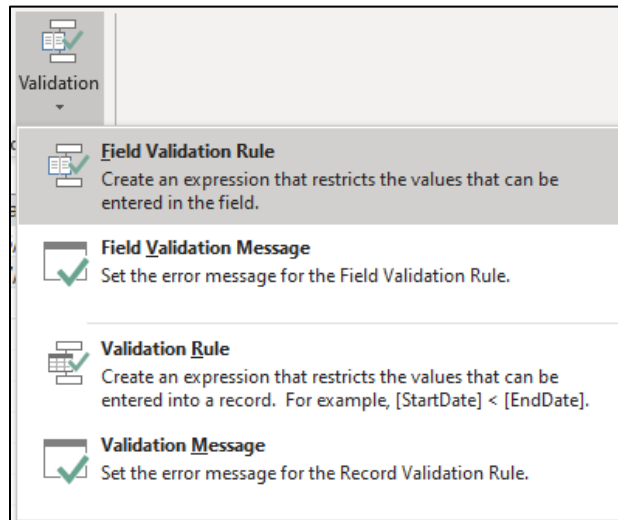 Validation
Field Validation Rule
Create an expression that restricts the values that can be
entered in the field.
Field Validation Message
Set the error message for the Field Validation Rule.
Validation Rule
Create an expression that restricts the values that can be
entered into a record.  For example, [StartDate] < [EndDate].
Validation Message
Set the error message for the Record Validation Rule.